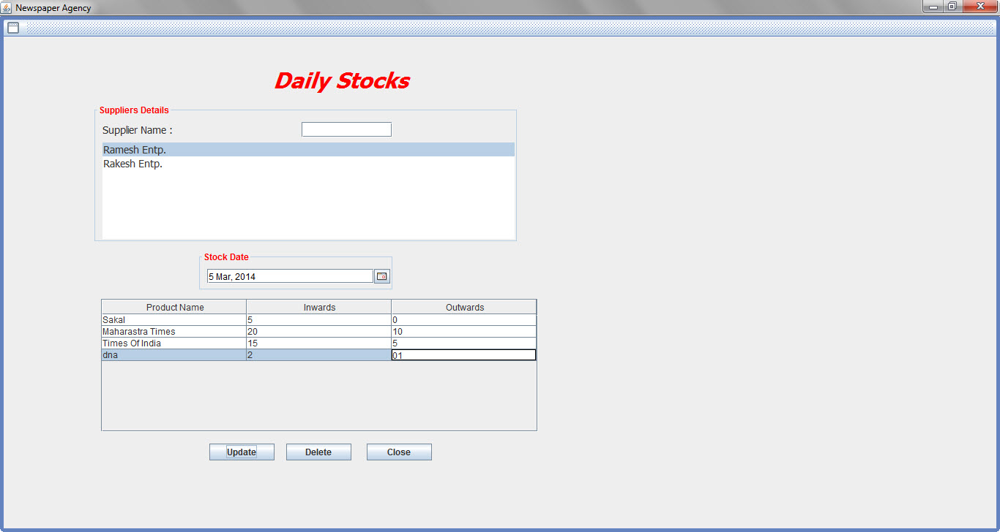 Newspaper Agency
Daily Stocks
Suppliers Details
Supplier Name :
Ramesh Entp.
Rakesh Entp.
Stock Date
5 Mar, 2014
Product Name Inwards Outwards
Sakal 5 0
Maharastra Times 20 10
Times Of India 15 5
dna 2 01
Update Delete Close